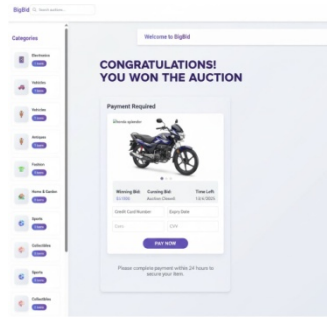 BigBid
Search auctions...
Categories
Electronics
Vehicles
Vehicles
Antiques
Fashion
Home & Garden
Sports
Collectibles
Sports
Collectibles
Welcome to BigBid
CONGRATULATIONS!
YOU WON THE AUCTION
Payment Required
Winning Bid:
Auction Closed
Time Left
Credit Card Number
Expiry Date
CVV
PAY NOW
Please complete payment within 24 hours to
secure your item.